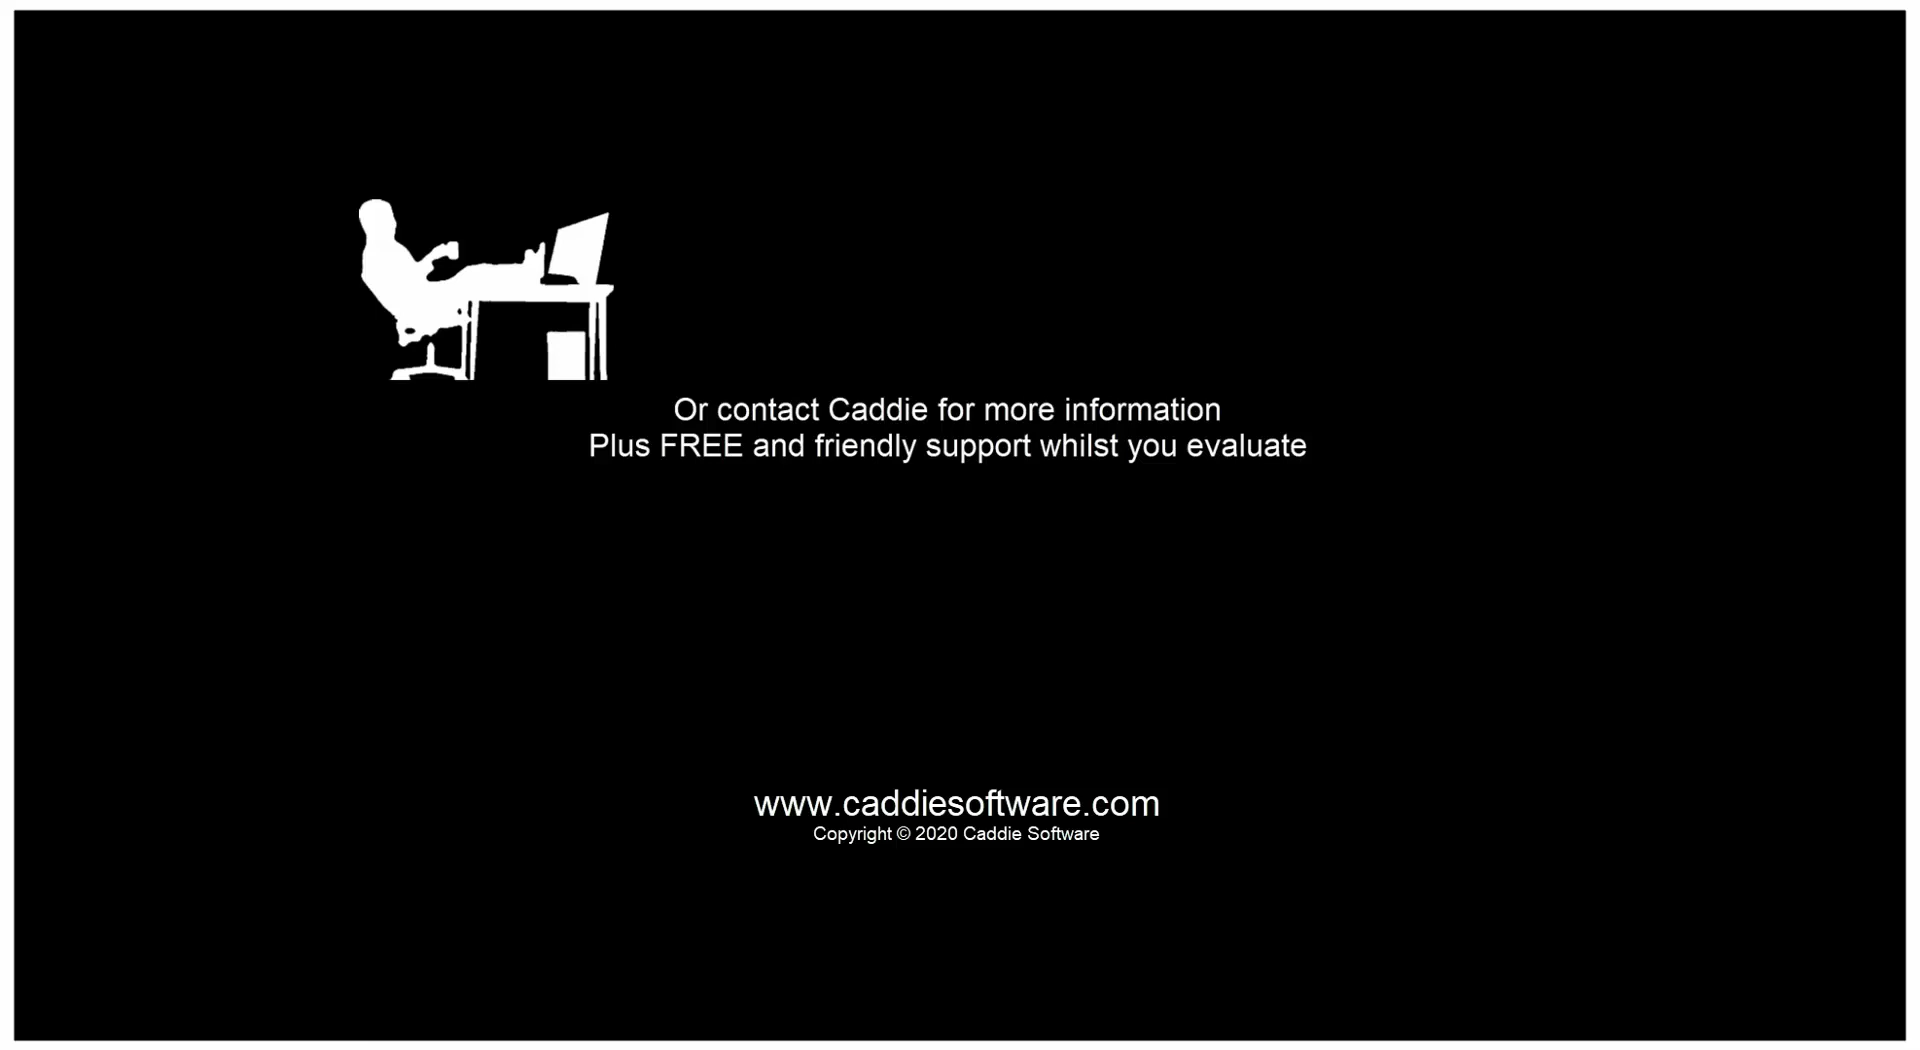 Or contact Caddie for more information
Plus FREE and friendly support whilst you evaluate
www.caddiesoftware.com
Copyright © 2020 Caddie Software